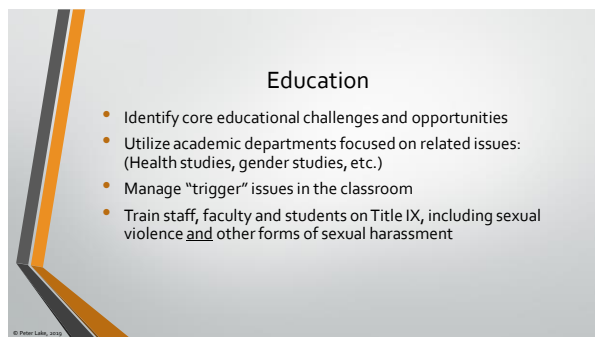 Education
• Identify core educational challenges and opportunities
• Utilize academic departments focused on related issues:
(Health studies, gender studies, etc.)
• Manage “trigger” issues in the classroom
• Train staff, faculty and students on Title IX, including sexual
violence and other forms of sexual harassment
© Peter Lake, 2019